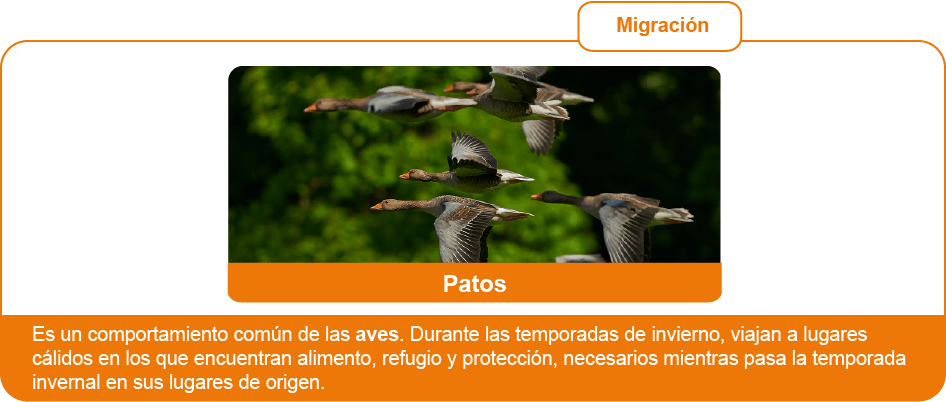 Migración
Patos
Es un comportamiento común de las aves. Durante las temporadas de invierno, viajan a lugares
cálidos en los que encuentran alimento, refugio y protección, necesarios mientras pasa la temporada
invernal en sus lugares de origen.